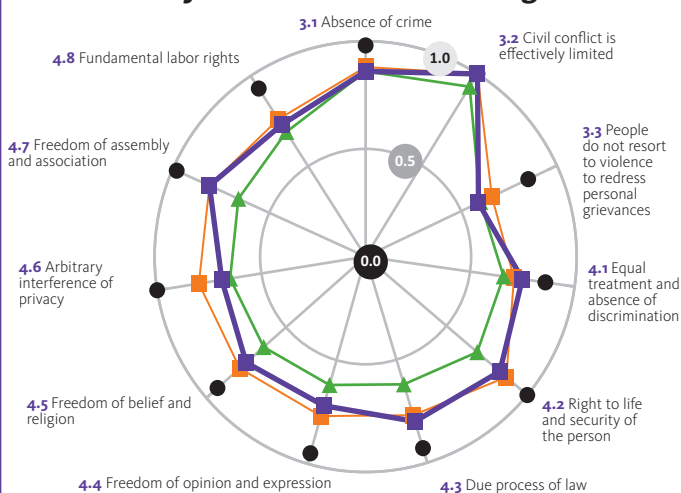 3.1 Absence of crime
3.2 Civil conflict is
effectively limited
1.0
4.8 Fundamental labor rights
3.3 People
do not resort
to violence
to redress
personal
grievances
4.7 Freedom of assembly
and association
0.5
0.0
4.6 Arbitrary
interference of
privacy
4.1 Equal
treatment and
absence of
discrimination
4.5 Freedom of belief and
religion
4.2 Right to life
and security of
the person
4.4 Freedom of opinion and expression
4.3 Due process of law